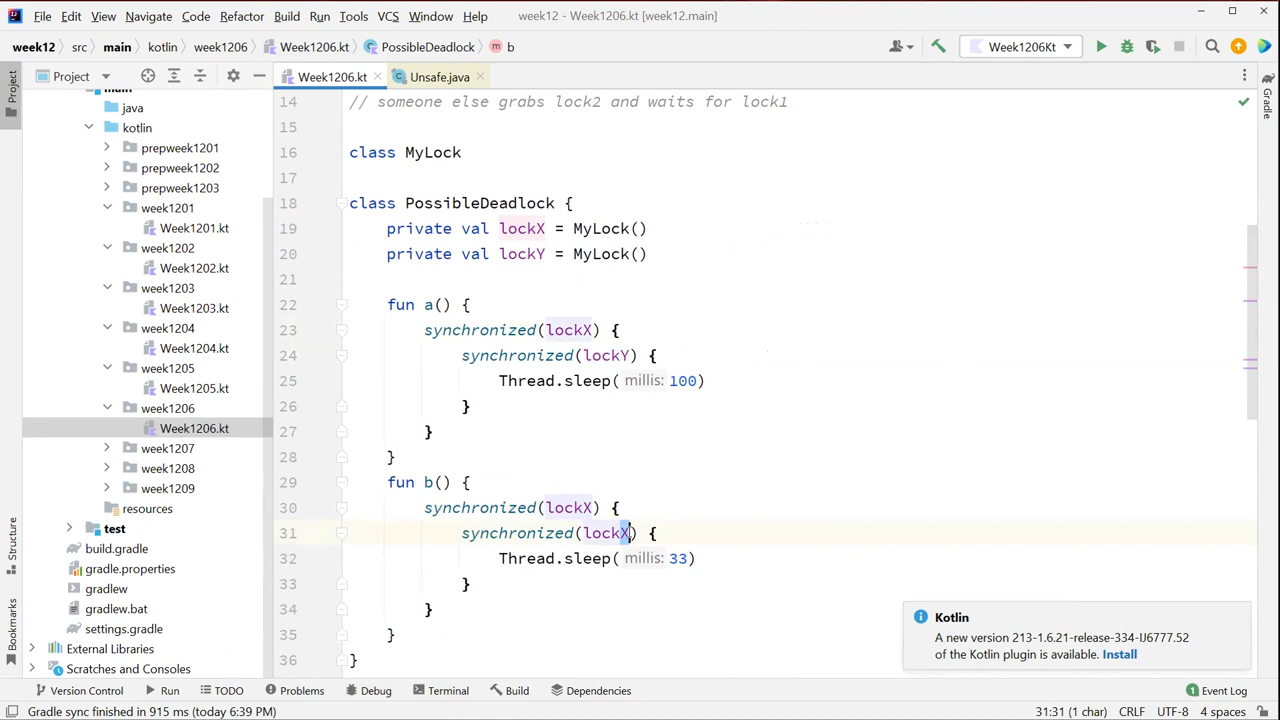 File Edit View Navigate Code Refactor Build Run Tools VCS Window Help week12 - Week1206.kt [week12.main]
week12 src main kotlin week1206 Week1206.kt PossibleDeadlock b Week1206Kt
Project Week1206.kt Unsafe.java
Project
Gradle
Structure
Bookmarks
java
kotlin
prepweek1201
prepweek1202
prepweek1203
week1201
Week1201.kt
week1202
Week1202.kt
week1203
Week1203.kt
week1204
Week1204.kt
week1205
Week1205.kt
week1206
Week1206.kt
week1207
week1208
week1209
resources
test
build.gradle
gradle.properties
gradlew
gradlew.bat
settings.gradle
External Libraries
Scratches and Consoles
14 // someone else grabs lock2 and waits for lock1
15
16 class MyLock
17
18 class PossibleDeadlock {
19 private val lockX = MyLock()
20 private val lockY = MyLock()
21
22 fun a() {
23 synchronized(lockX) {
24 synchronized(lockY) {
25 Thread.sleep( millis: 100)
26 }
27 }
28 }
29 fun b() {
30 synchronized(lockX) {
31 synchronized(lockX) {
32 Thread.sleep( millis: 33)
33 }
34 }
35 }
36 }
Kotlin
A new version 213-1.6.21-release-334-IJ6777.52
of the Kotlin plugin is available. Install
Version Control Run TODO Problems Debug Terminal Build Dependencies 1 Event Log
Gradle sync finished in 915 ms (today 6:39 PM) 31:31 (1 char) CRLF UTF-8 4 spaces